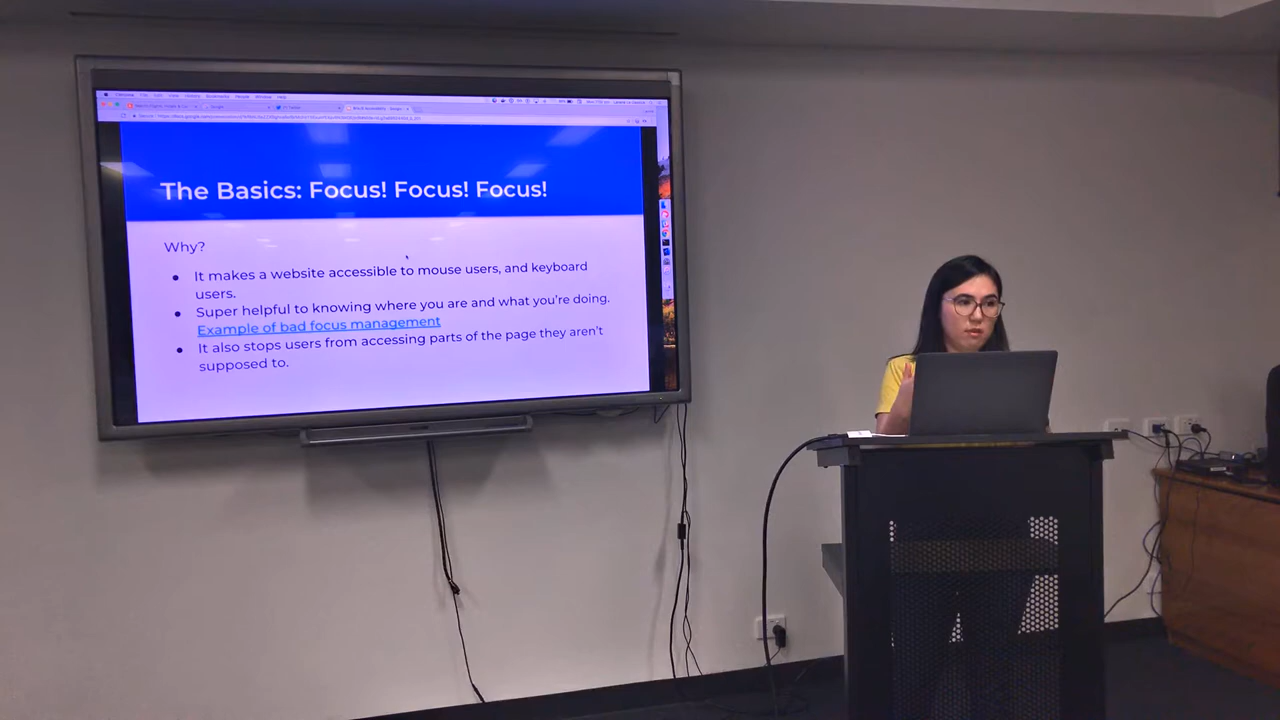 The Basics: Focus! Focus! Focus!
Why?
● It makes a website accessible to mouse users, and keyboard
users.
● Super helpful to knowing where you are and what you're doing.
Example of bad focus management
● It also stops users from accessing parts of the page they aren't
supposed to.